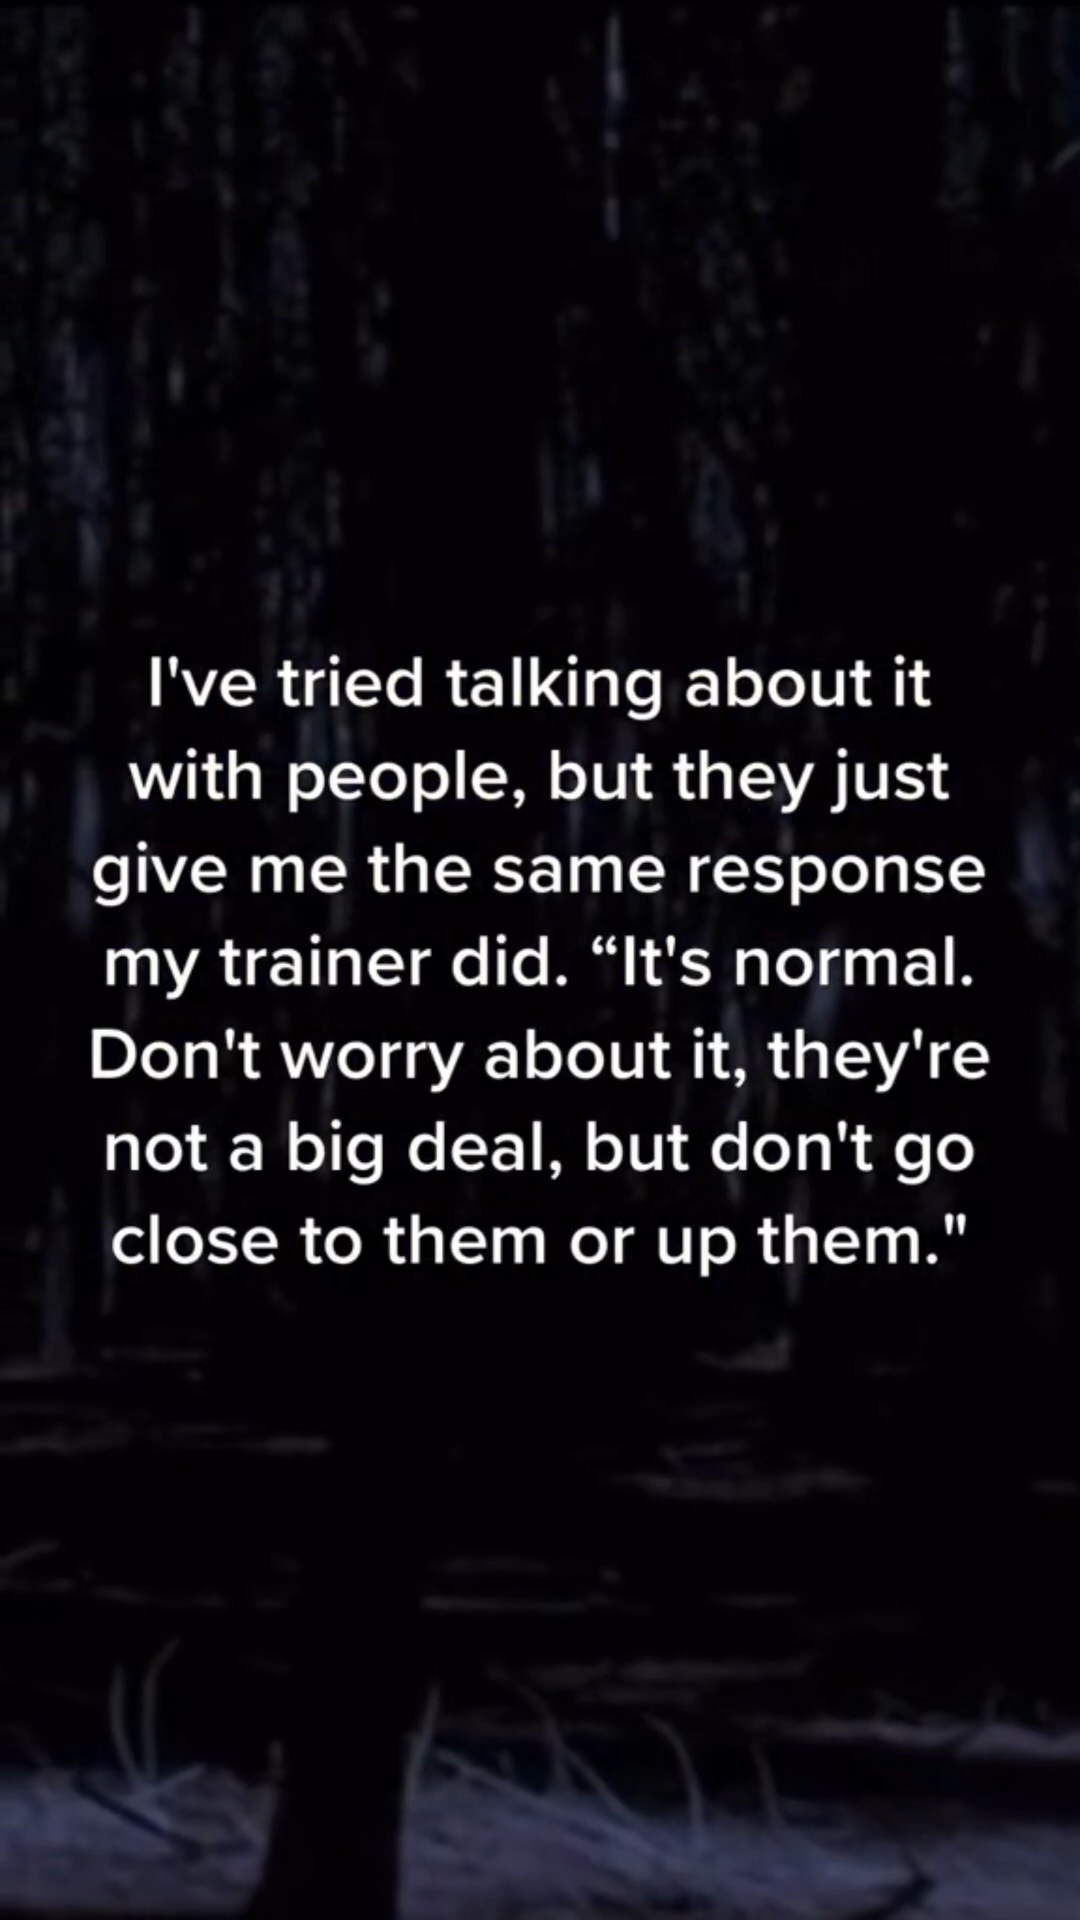 I've tried talking about it
with people, but they just
give me the same response
my trainer did. “It's normal.
Don't worry about it, they're
not a big deal, but don't go
close to them or up them."